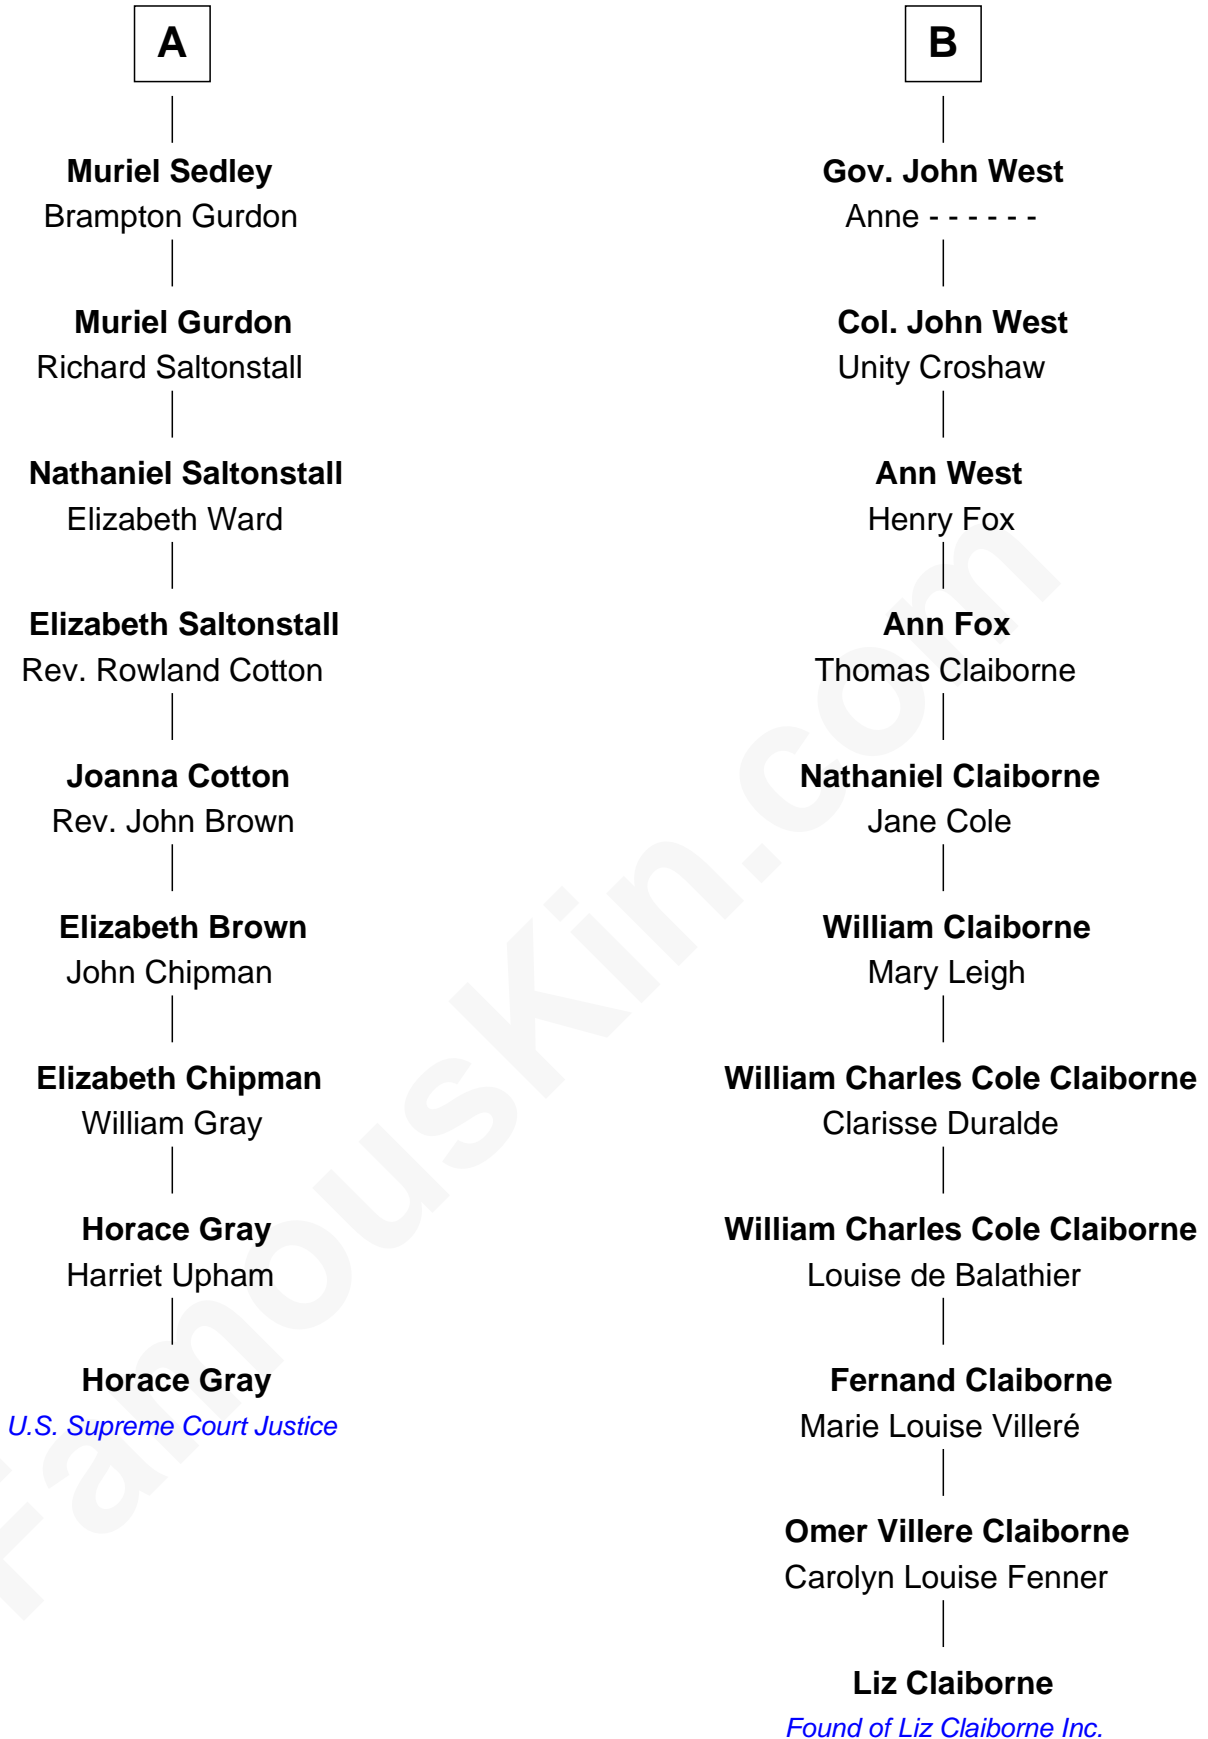 A
Muriel Sedley
Brampton Gurdon
Muriel Gurdon
Richard Saltonstall
Nathaniel Saltonstall
Elizabeth Ward
Elizabeth Saltonstall
Rev. Rowland Cotton
Joanna Cotton
Rev. John Brown
Elizabeth Brown
John Chipman
Elizabeth Chipman
William Gray
Horace Gray
Harriet Upham
Horace Gray
U.S. Supreme Court Justice
B
Gov. John West
Anne - - - - - -
Col. John West
Unity Croshaw
Ann West
Henry Fox
Ann Fox
Thomas Claiborne
Nathaniel Claiborne
Jane Cole
William Claiborne
Mary Leigh
William Charles Cole Claiborne
Clarisse Duralde
William Charles Cole Claiborne
Louise de Balathier
Fernand Claiborne
Marie Louise Villeré
Omer Villere Claiborne
Carolyn Louise Fenner
Liz Claiborne
Found of Liz Claiborne Inc.
FamousKin.com